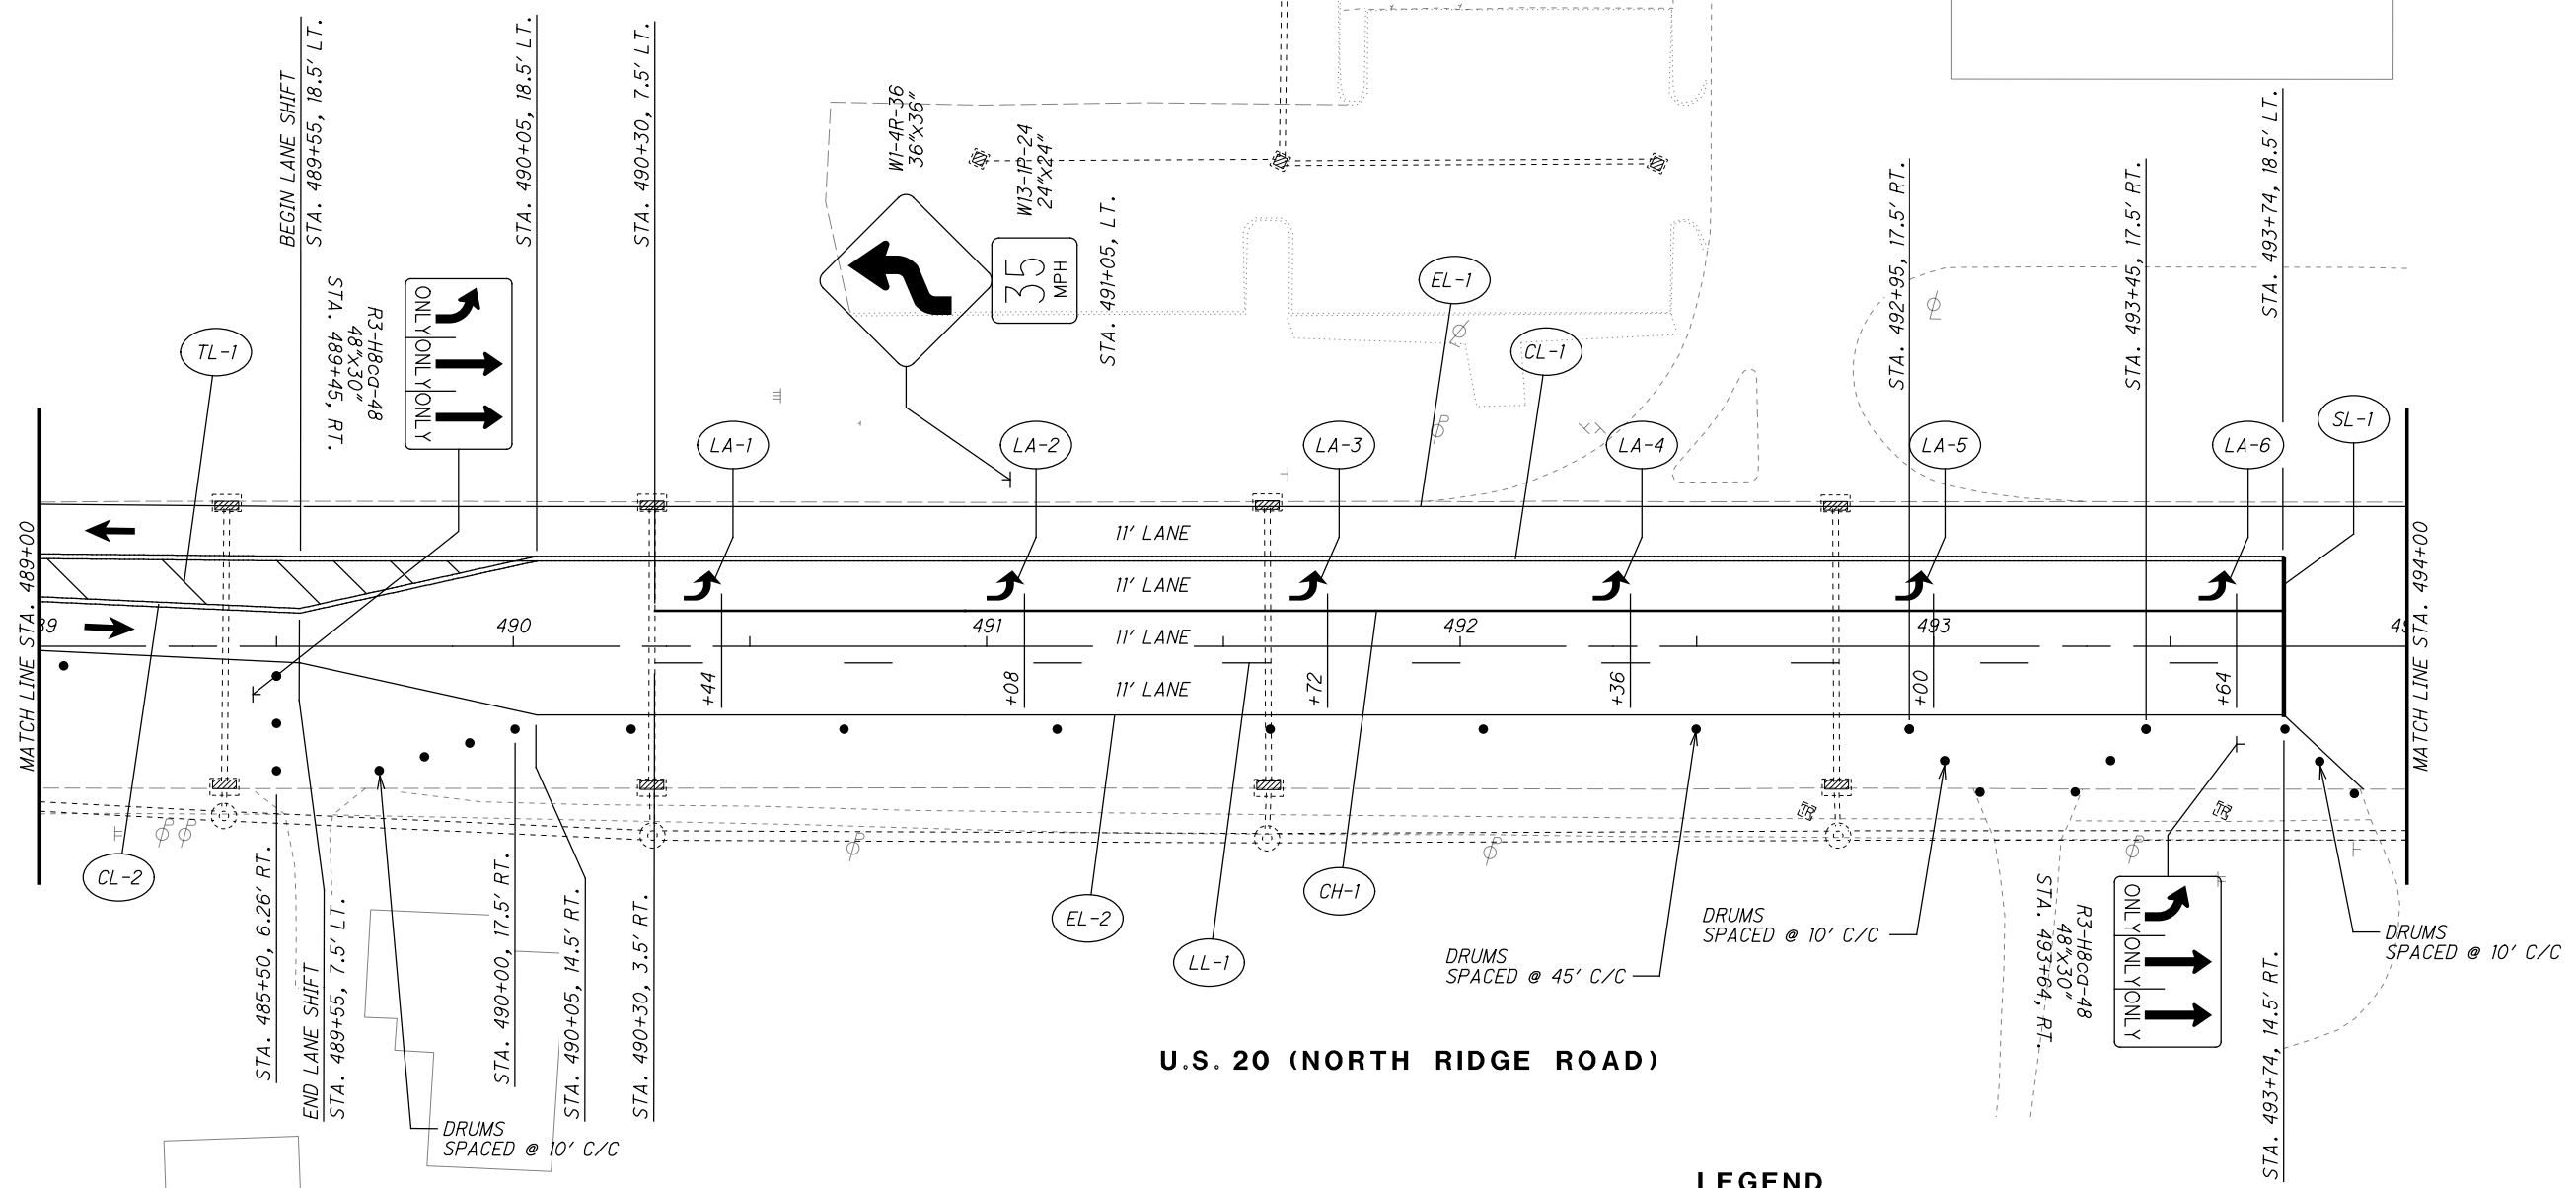 BEGIN LANE SHIFT
STA. 489+55, 18.5' LT.
STA. 490+05, 18.5' LT.
STA. 490+30, 7.5' LT.
W1-4R-36
36"x36"
W13-1P-24
24"x24"
35
MPH
STA. 491+05, LT.
STA. 492+95, 17.5' RT.
STA. 493+45, 17.5' RT.
STA. 493+74, 18.5' LT.
ONLY ONLY ONLY
R3-H8ca-48
48"x30"
STA. 489+45, RT.
TL-1
EL-1
CL-1
LA-1
LA-2
LA-3
LA-4
LA-5
LA-6
SL-1
MATCH LINE STA. 489+00
MATCH LINE STA. 494+00
11' LANE
11' LANE
11' LANE
11' LANE
89
490
491
492
493
49
+44
+08
+72
+36
+00
+64
CL-2
EL-2
LL-1
CH-1
STA. 485+50, 6.26' RT.
END LANE SHIFT
STA. 489+55, 7.5' LT.
STA. 490+00, 17.5' RT.
STA. 490+05, 14.5' RT.
STA. 490+30, 3.5' RT.
DRUMS
SPACED @ 10' C/C
DRUMS
SPACED @ 45' C/C
DRUMS
SPACED @ 10' C/C
ONLY ONLY ONLY
R3-H8ca-48
48"x30"
STA. 493+64, RT.
DRUMS
SPACED @ 10' C/C
STA. 493+74, 14.5' RT.
U.S. 20 (NORTH RIDGE ROAD)
LEGEND